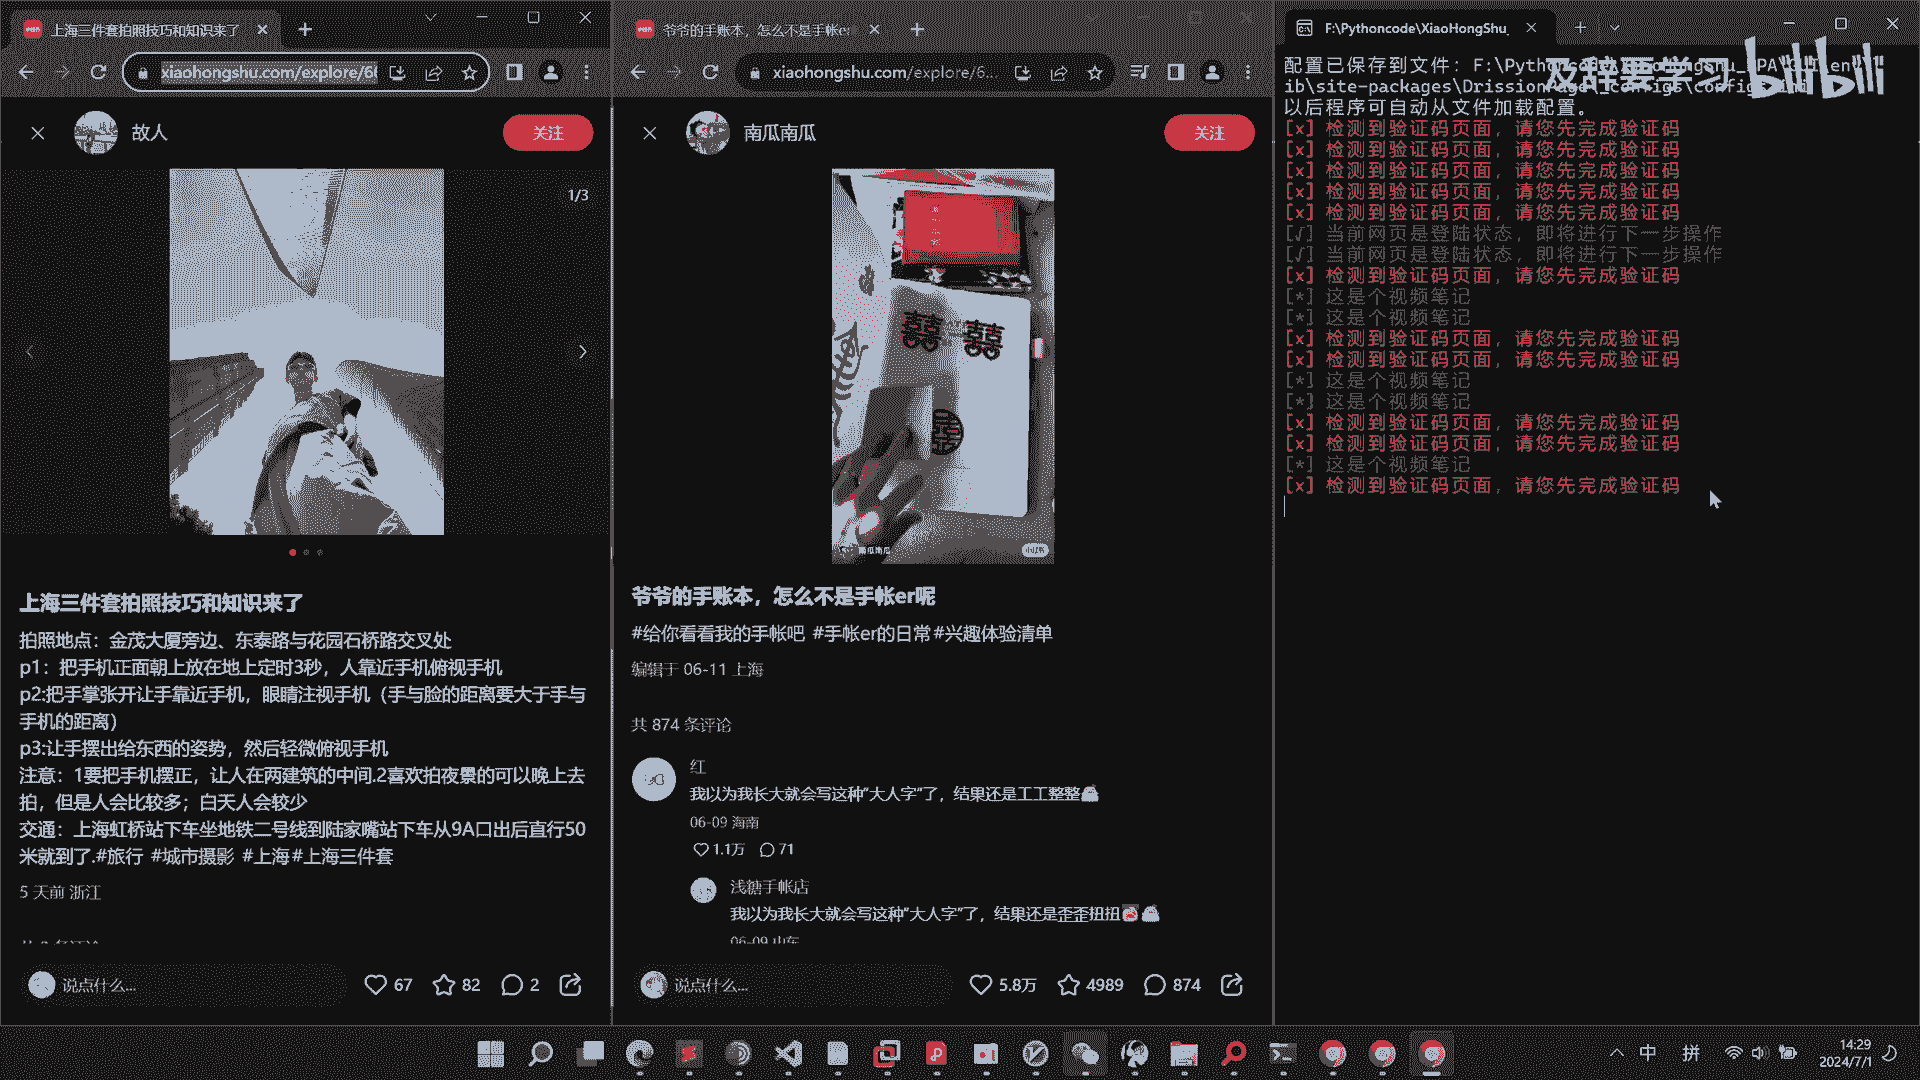 上海三件套拍照技巧和知识来了
xiaohongshu.com/explore/6
故人
关注
1/3
上海三件套拍照技巧和知识来了
拍照地点：金茂大厦旁边、东泰路与花园石桥路交叉处
p1：把手机正面朝上放在地上定时3秒，人靠近手机俯视手机
p2:把手掌张开让手靠近手机，眼睛注视手机（手与脸的距离要大于手与
手机的距离）
p3:让手摆出给东西的姿势，然后轻微俯视手机
注意：1要把手机摆正，让人在两建筑的中间.2喜欢拍夜景的可以晚上去
拍，但是人会比较多；白天人会较少
交通：上海虹桥站下车坐地铁二号线到陆家嘴站下车从9A口出后直行50
米就到了.#旅行 #城市摄影 #上海#上海三件套
5 天前 浙江
说点什么...
67
82
2
爷爷的手账本，怎么不是手帐er
xiaohongshu.com/explore/6...
南瓜南瓜
关注
囍 囍
南瓜南瓜
小红书
爷爷的手账本，怎么不是手帐er呢
#给你看看我的手帐吧 #手帐er的日常#兴趣体验清单
编辑于 06-11 上海
共 874 条评论
红
我以为我长大就会写这种“大人字”了，结果还是工工整整
06-09 海南
1.1万
71
浅糖手帐店
我以为我长大就会写这种“大人字”了，结果还是歪歪扭扭
06-09 山东
说点什么...
5.8万
4989
874
F:\Pythoncode\XiaoHongShu_
配置已保存到文件：F:\Pyth
ib\site-packages\Drission
以后程序可自动从文件加载配置。
[x] 检测到验证码页面，请您先完成验证码
[x] 检测到验证码页面，请您先完成验证码
[x] 检测到验证码页面，请您先完成验证码
[x] 检测到验证码页面，请您先完成验证码
[x] 检测到验证码页面，请您先完成验证码
[√] 当前网页是登陆状态，即将进行下一步操作
[√] 当前网页是登陆状态，即将进行下一步操作
[x] 检测到验证码页面，请您先完成验证码
[*] 这是个视频笔记
[*] 这是个视频笔记
[x] 检测到验证码页面，请您先完成验证码
[x] 检测到验证码页面，请您先完成验证码
[*] 这是个视频笔记
[*] 这是个视频笔记
[x] 检测到验证码页面，请您先完成验证码
[x] 检测到验证码页面，请您先完成验证码
[*] 这是个视频笔记
[x] 检测到验证码页面，请您先完成验证码
及辞要学习 bilibili
中
拼
14:29
2024/7/1